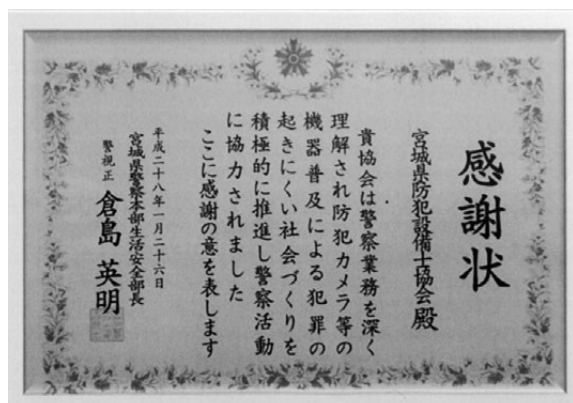 感謝状
宮城県防犯設備士協会殿
貴協会は警察業務を深く
理解され防犯カメラ等の
機器普及による犯罪の
起きにくい社会づくりを
積極的に推進し警察活動
に協力されました
ここに感謝の意を表します
平成二十八年一月二十六日
宮城県警察本部生活安全部長
警視正 倉島英明